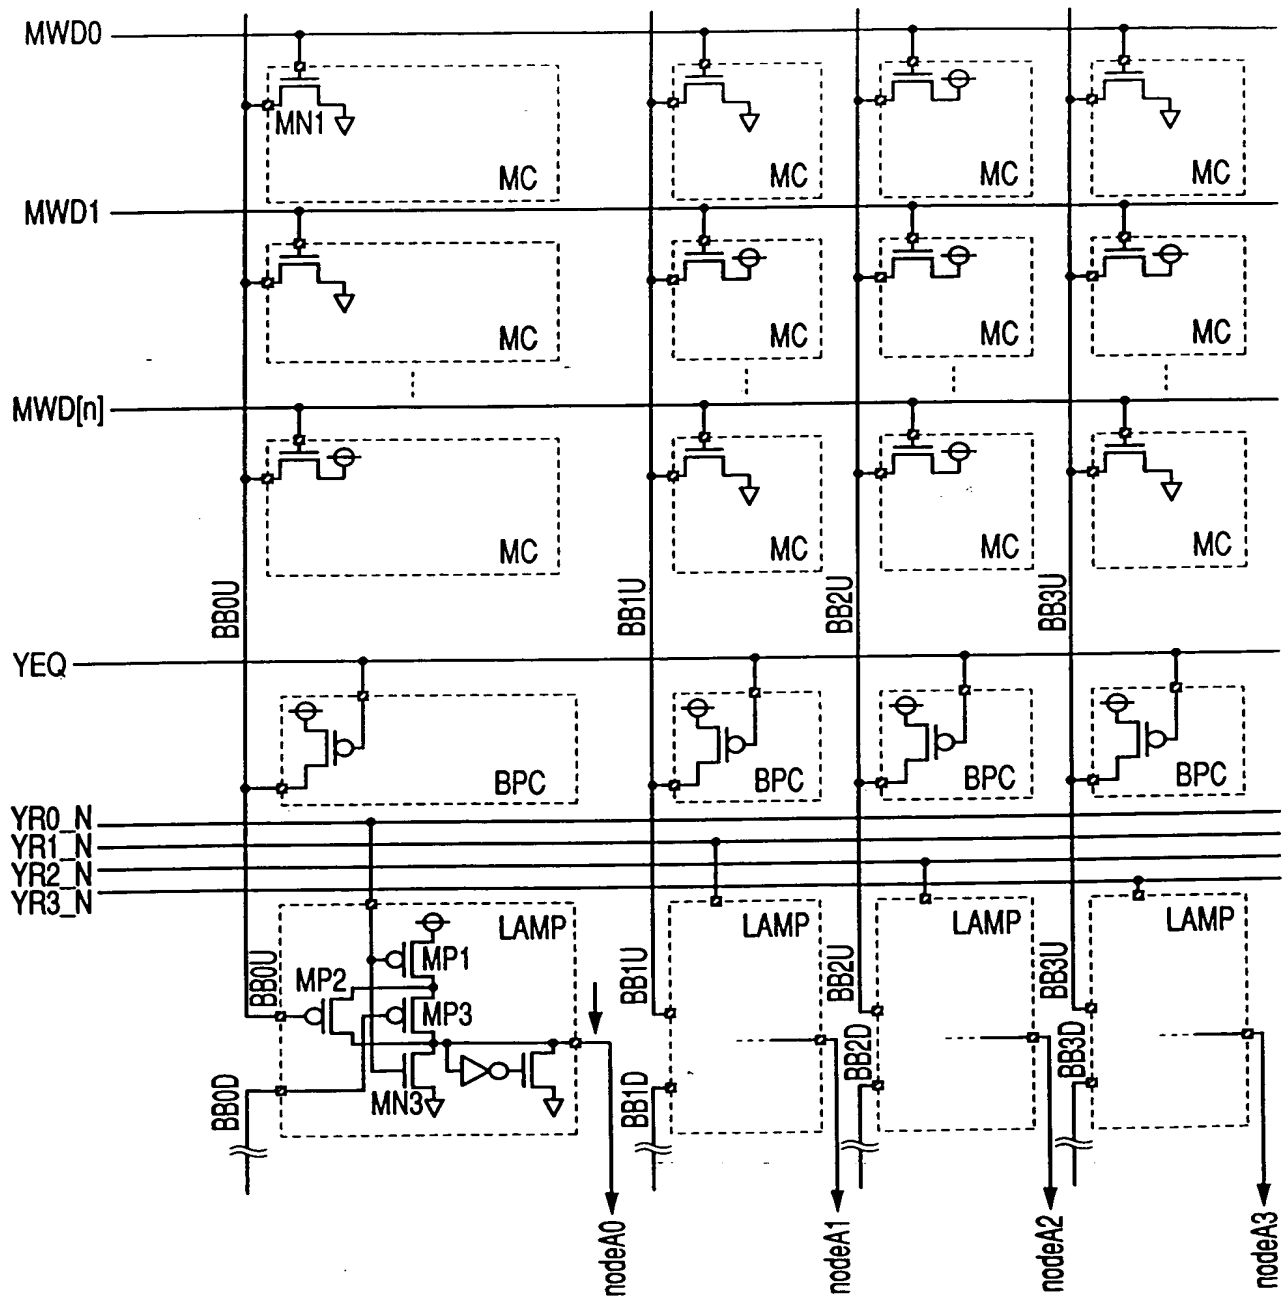 MWD0
MN1
MC
MC
MC
MC
MWD1
MC
MC
MC
MC
MWD[n]
MC
MC
MC
MC
BB0U
BB1U
BB2U
BB3U
YEQ
BPC
BPC
BPC
BPC
YR0_N
YR1_N
YR2_N
YR3_N
LAMP
LAMP
LAMP
LAMP
MP1
MP2
MP3
MN3
BB0U
BB0D
BB1U
BB1D
BB2U
BB2D
BB3U
BB3D
nodeA0
nodeA1
nodeA2
nodeA3